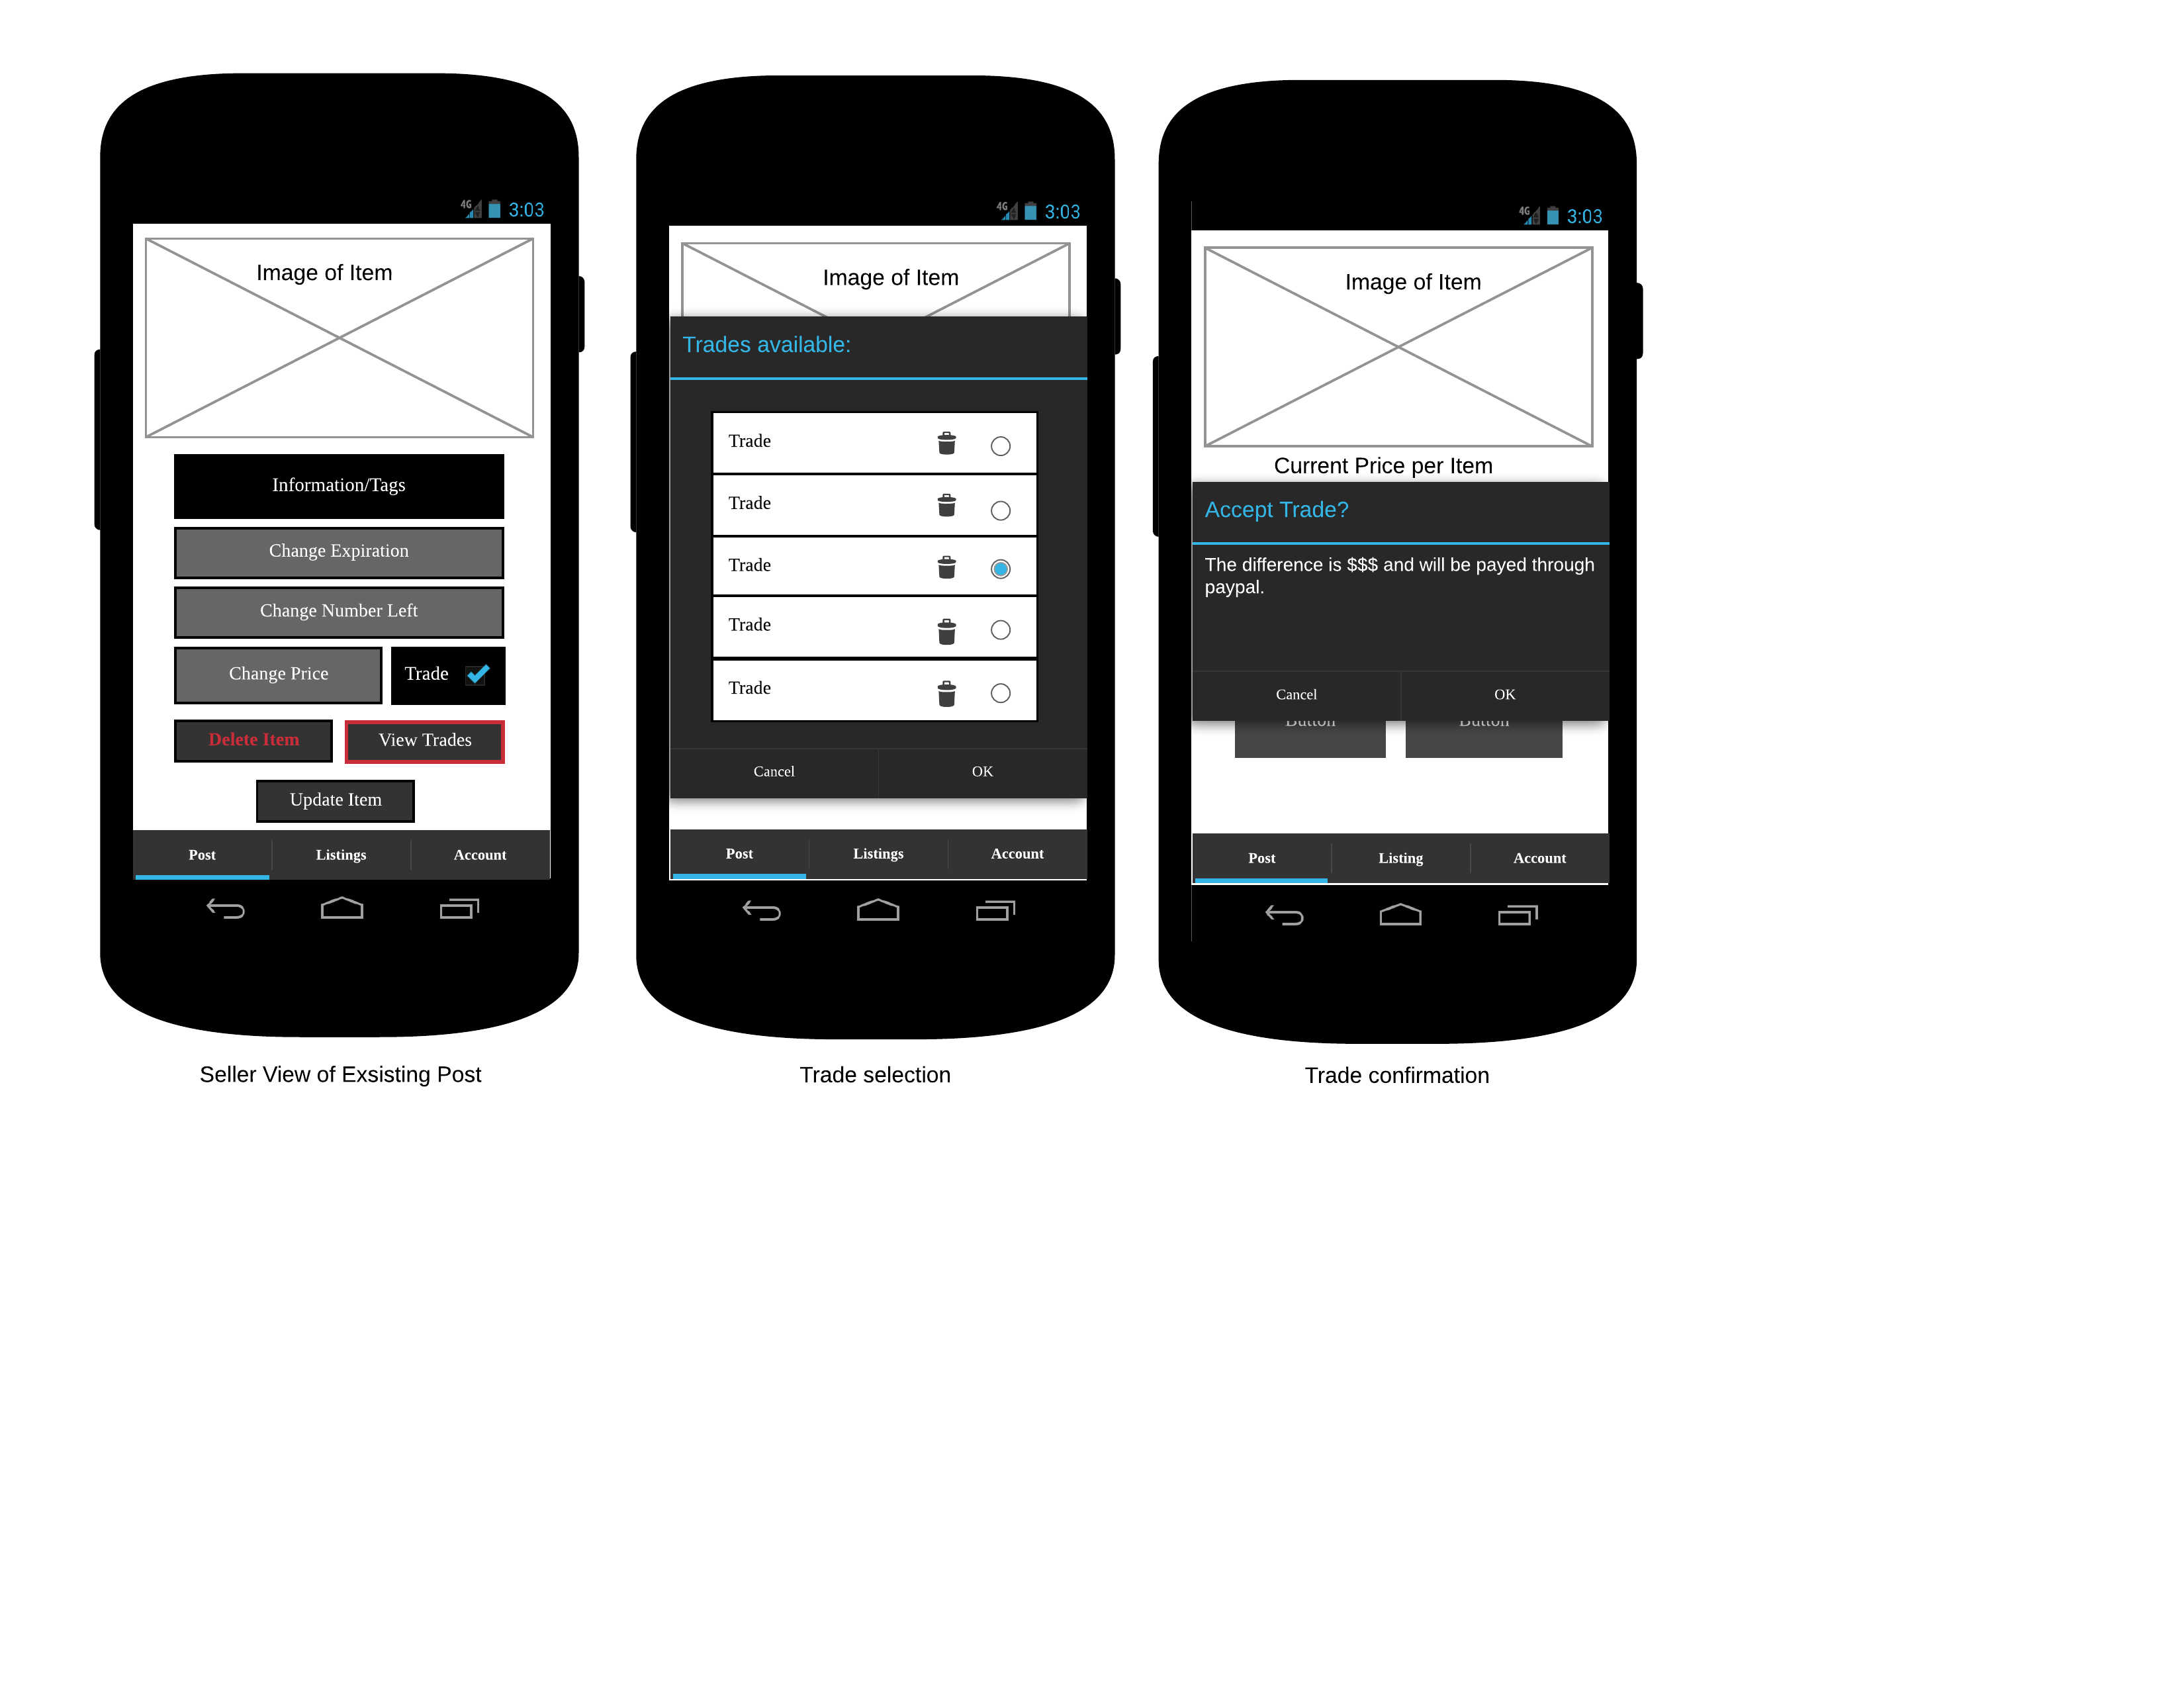 4G 3:03
Image of Item
Information/Tags
Change Expiration
Change Number Left
Change Price
Trade
Delete Item
View Trades
Update Item
Post Listings Account
Seller View of Exsisting Post
4G 3:03
Image of Item
Trades available:
Trade
Trade
Trade
Trade
Trade
Cancel OK
Post Listings Account
Trade selection
4G 3:03
Image of Item
Current Price per Item
Accept Trade?
The difference is $$$ and will be payed through
paypal.
Cancel OK
Button Button
Post Listing Account
Trade confirmation